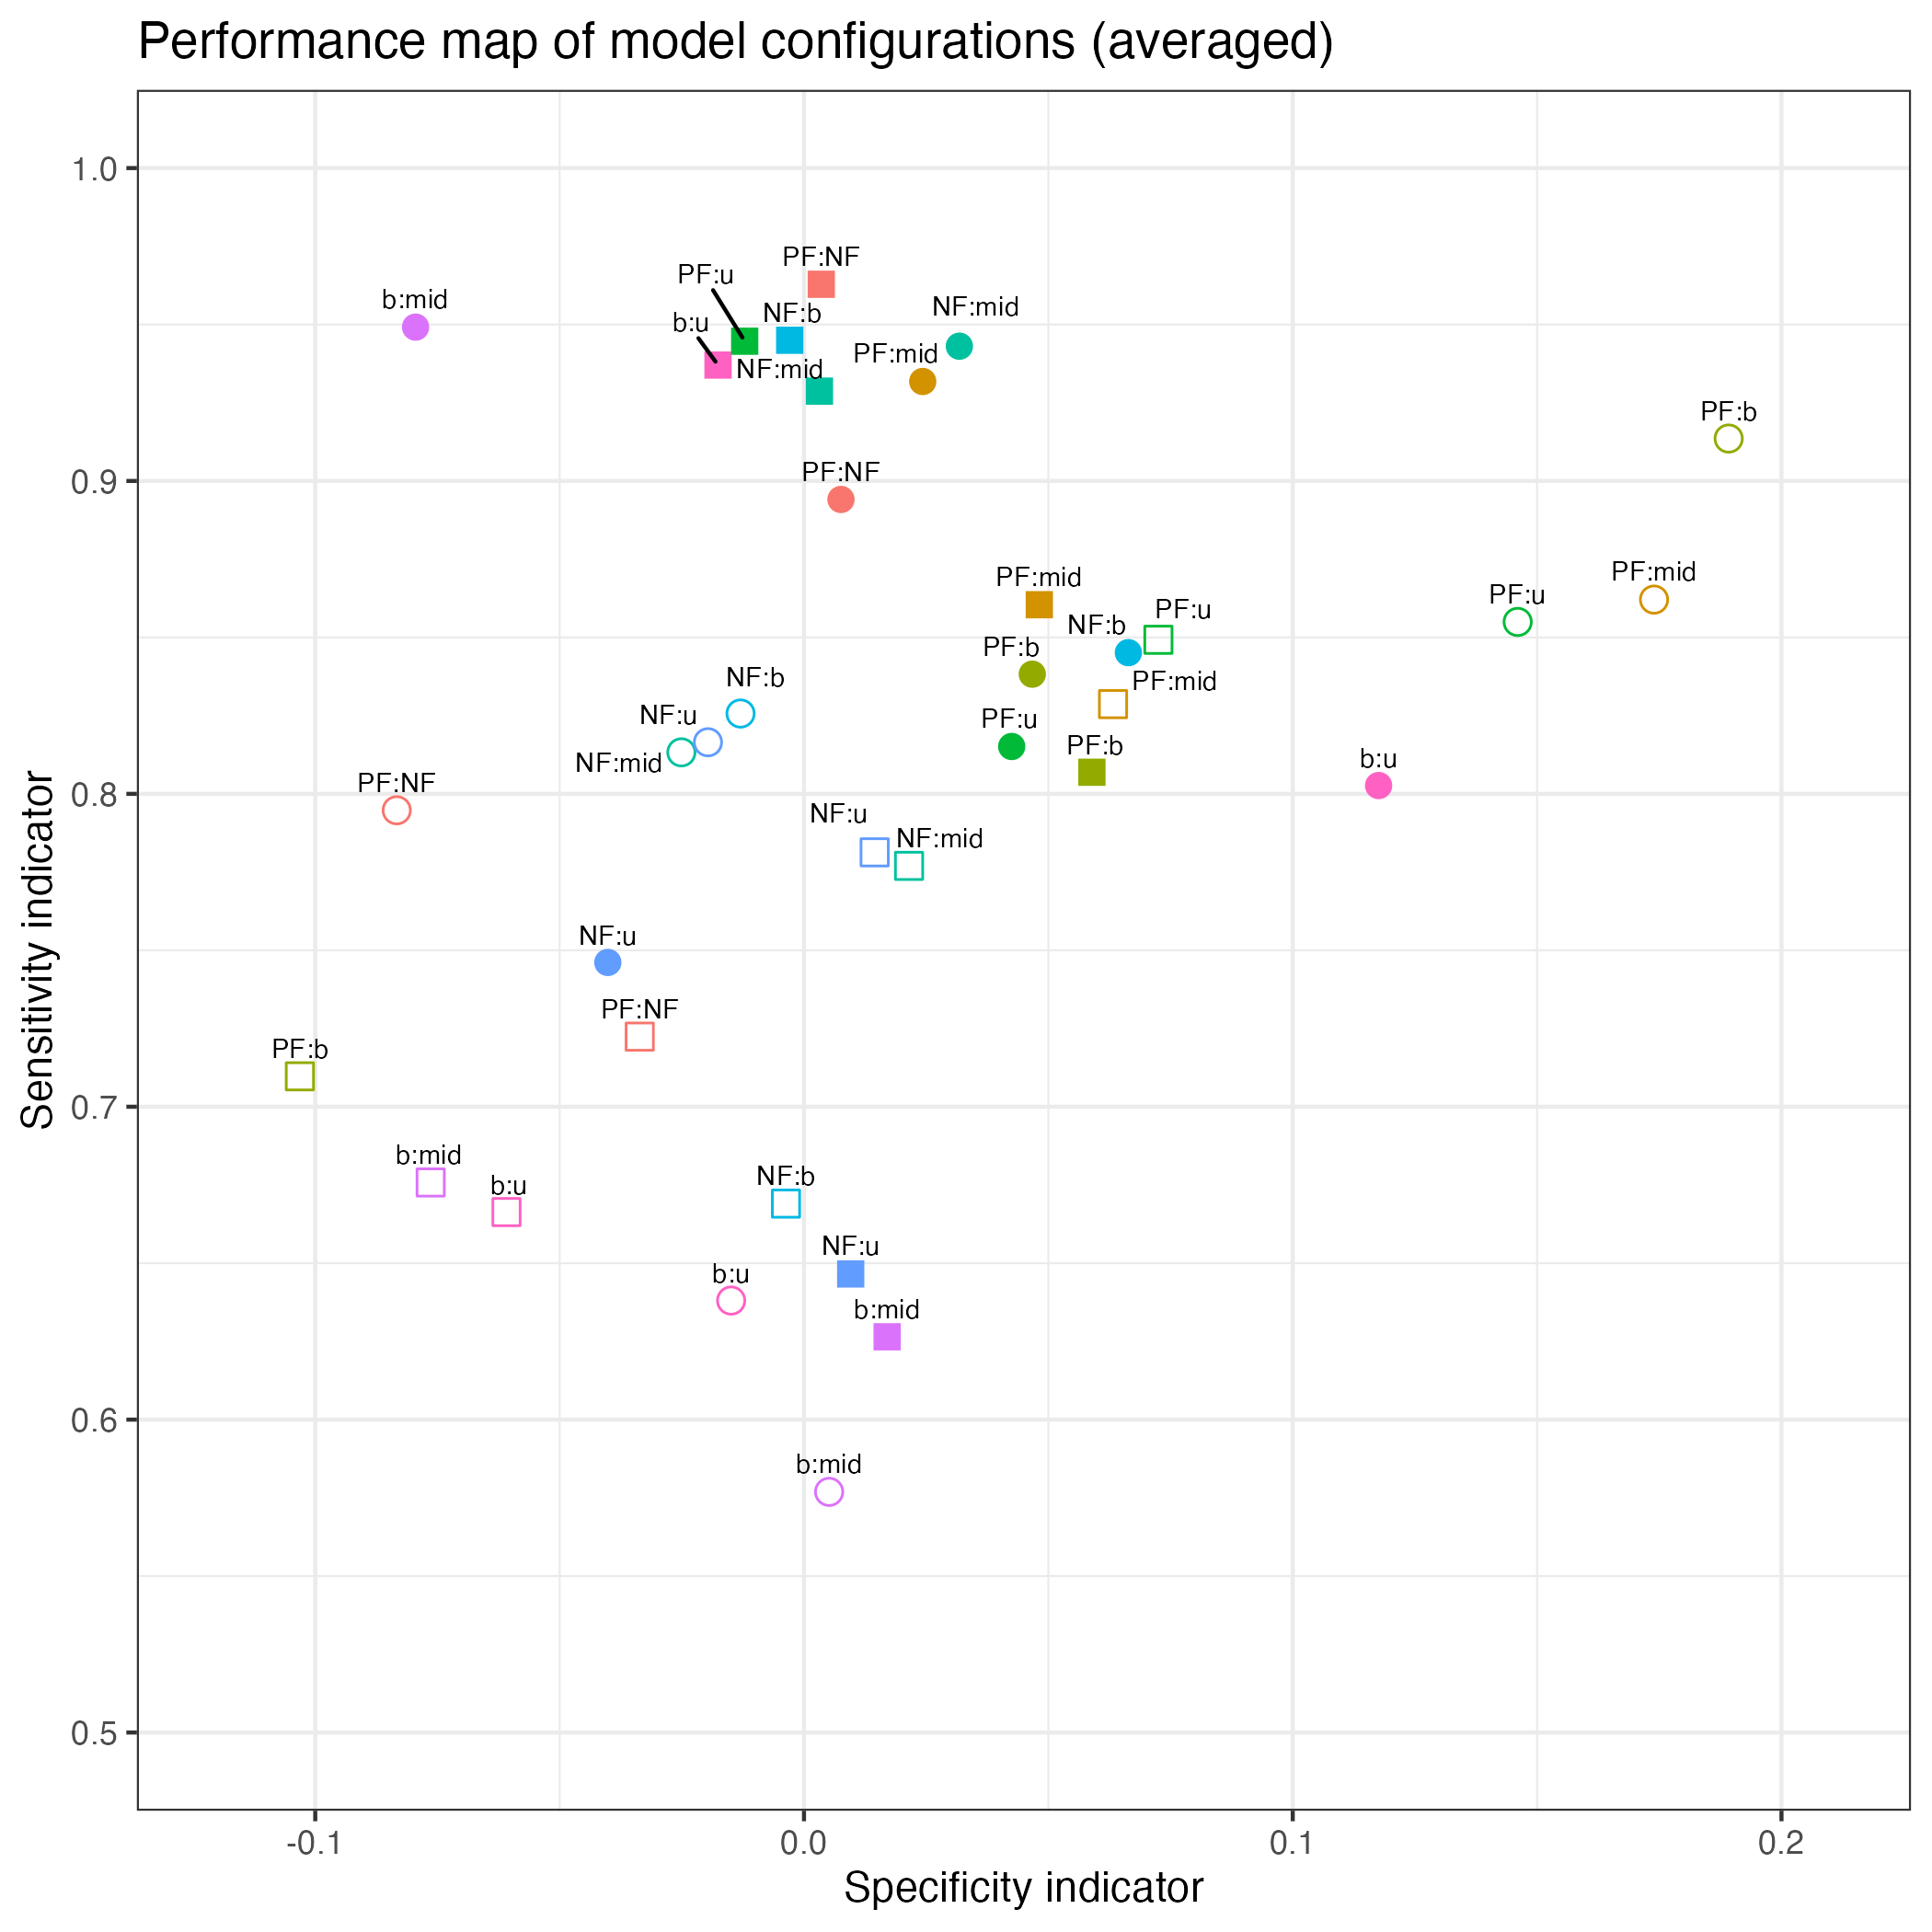 Performance map of model configurations (averaged)
Sensitivity indicator
1.0
0.9
0.8
0.7
0.6
0.5
PF:NF
PF:u
b:mid
NF:mid
NF:b
b:u
PF:mid
NF:mid
PF:b
PF:NF
PF:mid
PF:mid
PF:u
PF:u
NF:b
PF:b
NF:b
PF:mid
NF:u
PF:u
PF:b
b:u
NF:mid
PF:NF
NF:u
NF:mid
NF:u
PF:NF
PF:b
b:mid
NF:b
b:u
NF:u
b:u
b:mid
b:mid
-0.1
0.0
0.1
0.2
Specificity indicator